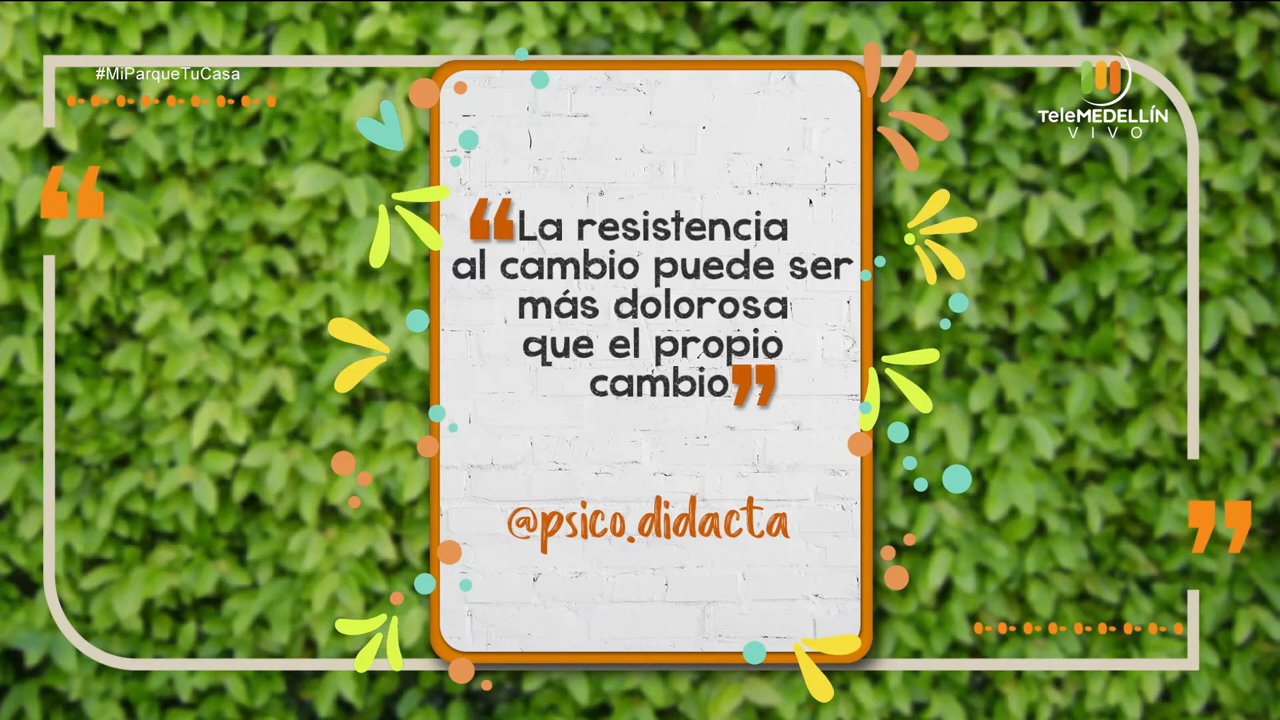 #MiParqueTuCasa
TeleMEDELLÍN
VIVO
“La resistencia
al cambio puede ser
más dolorosa
que el propio
cambio”
@psico.didacta